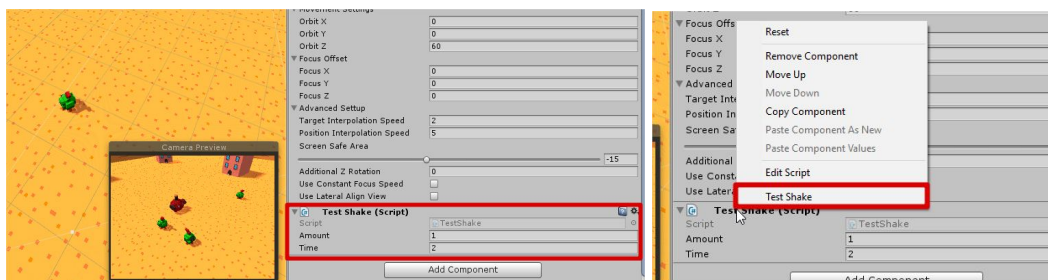 Movement Settings
Orbit X 0
Orbit Y 0
Orbit Z 60
Focus Offset
Focus X 0
Focus Y 0
Focus Z 0
Advanced Setup
Target Interpolation Speed 2
Position Interpolation Speed 5
Screen Safe Area
-15
Additional Z Rotation 0
Use Constant Focus Speed
Use Lateral Align View
Test Shake (Script)
Script TestShake
Amount 1
Time 2
Add Component
Camera Preview
Focus Offs
Focus X
Focus Y
Focus Z
Advanced
Target Inte
Position In
Screen Sa
Additional
Use Const
Use Latera
Reset
Remove Component
Move Up
Move Down
Copy Component
Paste Component As New
Paste Component Values
Edit Script
Test Shake
Test Shake (Script)
Script TestShake
Amount 1
Time 2
Add Component